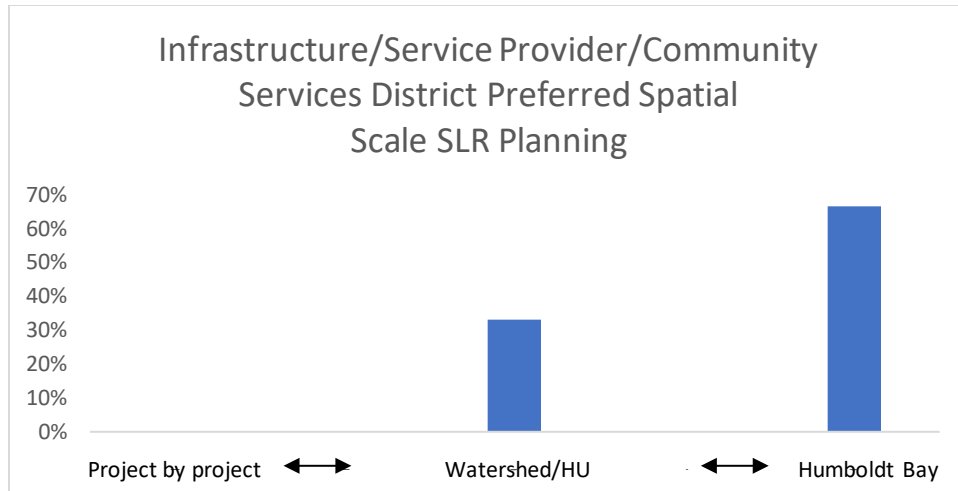 Infrastructure/Service Provider/Community
Services District Preferred Spatial
Scale SLR Planning
70%
60%
50%
40%
30%
20%
10%
0%
Project by project
Watershed/HU
Humboldt Bay